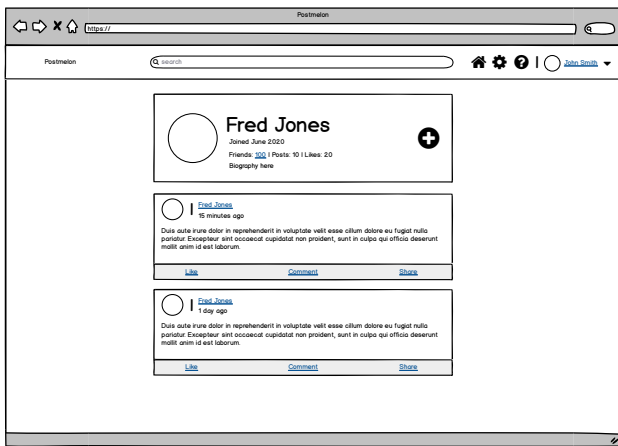 Postmelon
https://
Postmelon
search
John Smith
Fred Jones
Joined June 2020
Friends: 100 | Posts: 10 | Likes: 20
Biography here
Fred Jones
15 minutes ago
Duis aute irure dolor in reprehenderit in voluptate velit esse cillum dolore eu fugiat nulla
pariatur. Excepteur sint occaecat cupidatat non proident, sunt in culpa qui officia deserunt
mollit anim id est laborum.
Like Comment Share
Fred Jones
1 day ago
Duis aute irure dolor in reprehenderit in voluptate velit esse cillum dolore eu fugiat nulla
pariatur. Excepteur sint occaecat cupidatat non proident, sunt in culpa qui officia deserunt
mollit anim id est laborum.
Like Comment Share